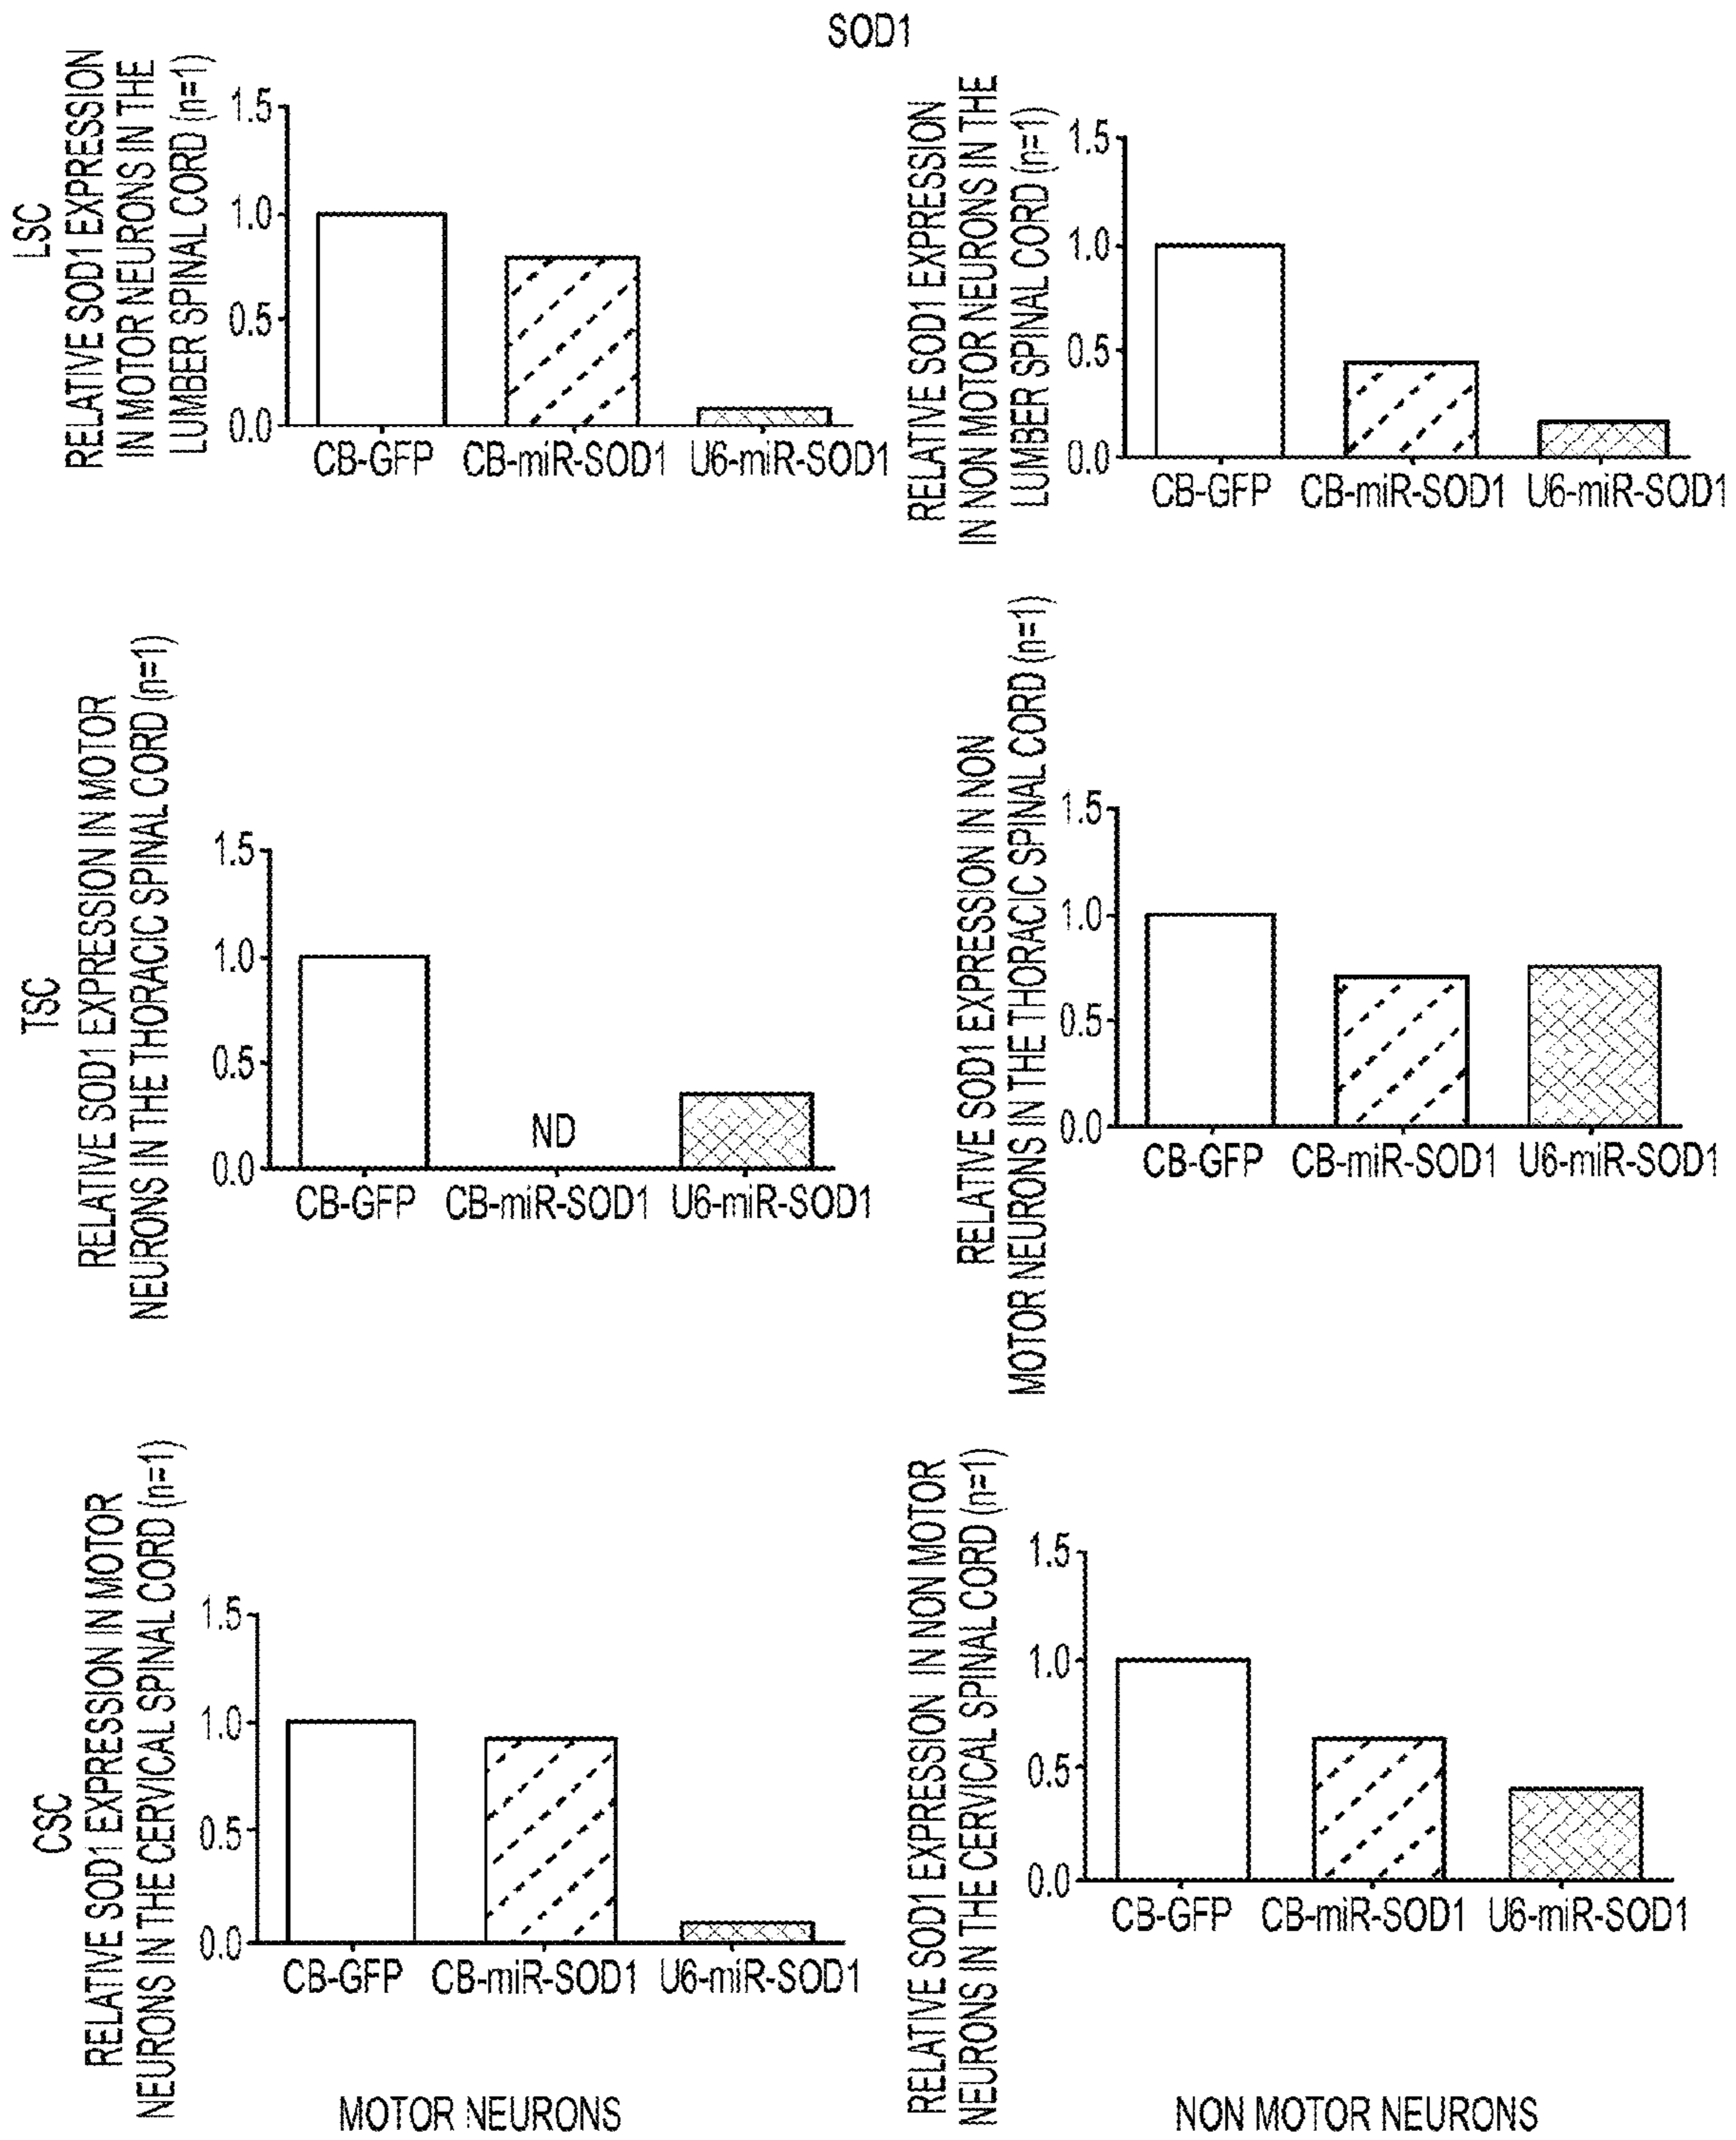 SOD1
LSC
RELATIVE SOD1 EXPRESSION
IN MOTOR NEURONS IN THE
LUMBER SPINAL CORD (n=1)
1.5
1.0
0.5
0.0
CB-GFP CB-miR-SOD1 U6-miR-SOD1
RELATIVE SOD1 EXPRESSION
IN NON MOTOR NEURONS IN THE
LUMBER SPINAL CORD (n=1)
1.5
1.0
0.5
0.0
CB-GFP CB-miR-SOD1 U6-miR-SOD1
TSC
RELATIVE SOD1 EXPRESSION IN MOTOR
NEURONS IN THE THORACIC SPINAL CORD (n=1)
1.5
1.0
0.5
0.0
ND
CB-GFP CB-miR-SOD1 U6-miR-SOD1
RELATIVE SOD1 EXPRESSION IN NON
MOTOR NEURONS IN THE THORACIC SPINAL CORD (n=1)
1.5
1.0
0.5
0.0
CB-GFP CB-miR-SOD1 U6-miR-SOD1
CSC
RELATIVE SOD1 EXPRESSION IN MOTOR
NEURONS IN THE CERVICAL SPINAL CORD (n=1)
1.5
1.0
0.5
0.0
CB-GFP CB-miR-SOD1 U6-miR-SOD1
RELATIVE SOD1 EXPRESSION IN NON MOTOR
NEURONS IN THE CERVICAL SPINAL CORD (n=1)
1.5
1.0
0.5
0.0
CB-GFP CB-miR-SOD1 U6-miR-SOD1
MOTOR NEURONS
NON MOTOR NEURONS